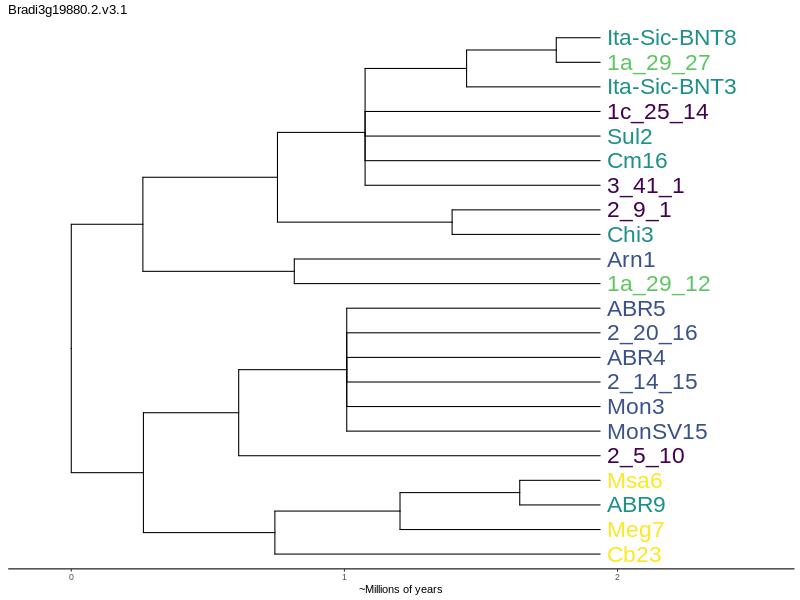 Bradi3g19880.2.v3.1
Ita-Sic-BNT8
1a_29_27
Ita-Sic-BNT3
1c_25_14
Sul2
Cm16
3_41_1
2_9_1
Chi3
Arn1
1a_29_12
ABR5
2_20_16
ABR4
2_14_15
Mon3
MonSV15
2_5_10
Msa6
ABR9
Meg7
Cb23
0 1 2
~Millions of years